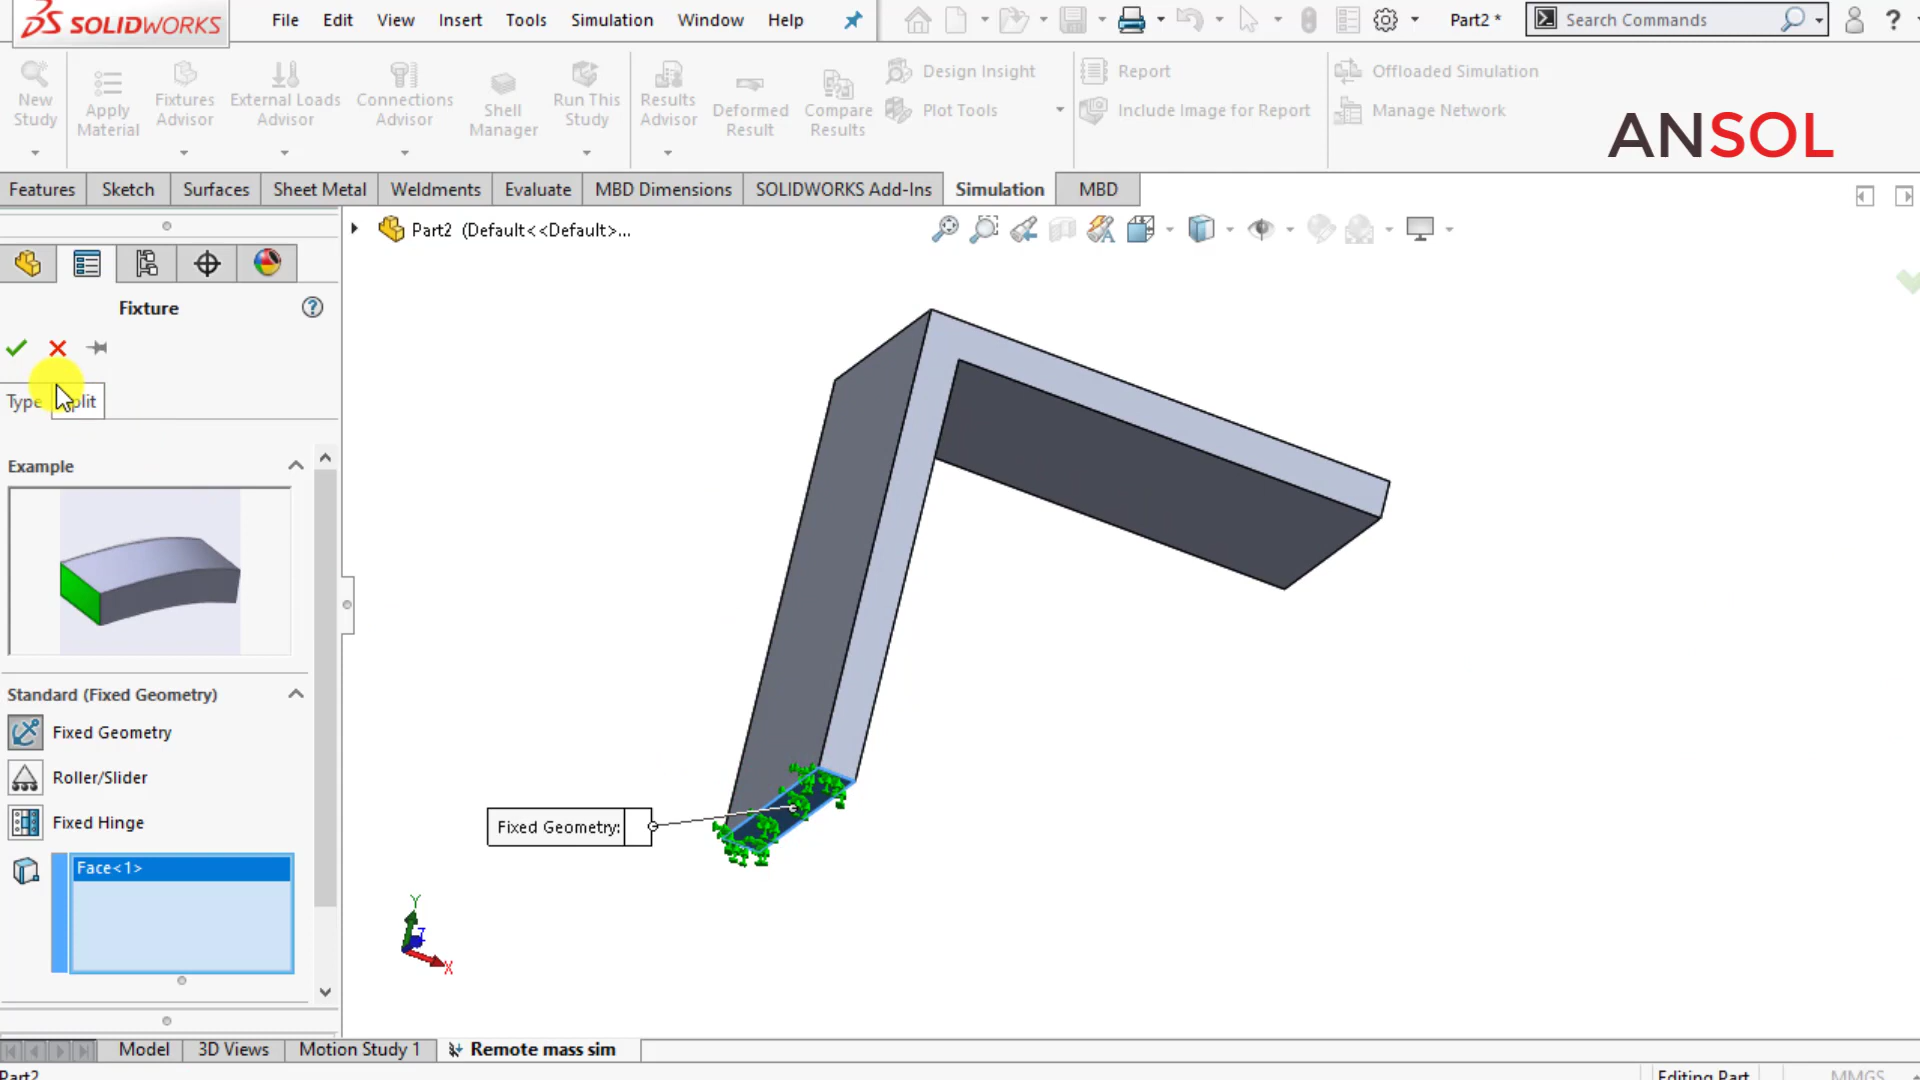 SOLIDWORKS File Edit View Insert Tools Simulation Window Help Part2 * Search Commands ?
New Study
Apply Material
Fixtures Advisor
External Loads Advisor
Connections Advisor
Shell Manager
Run This Study
Results Advisor
Deformed Result
Compare Results
Design Insight
Plot Tools
Report
Include Image for Report
Offloaded Simulation
Manage Network
ANSOL
Features Sketch Surfaces Sheet Metal Weldments Evaluate MBD Dimensions SOLIDWORKS Add-Ins Simulation MBD
Part2 (Default<<Default>...
Fixture ?
Type
Example
Standard (Fixed Geometry)
Fixed Geometry
Roller/Slider
Fixed Hinge
Face<1>
Fixed Geometry:
Y
Z
X
Model 3D Views Motion Study 1 Remote mass sim
Part2 Editing Part MMGS